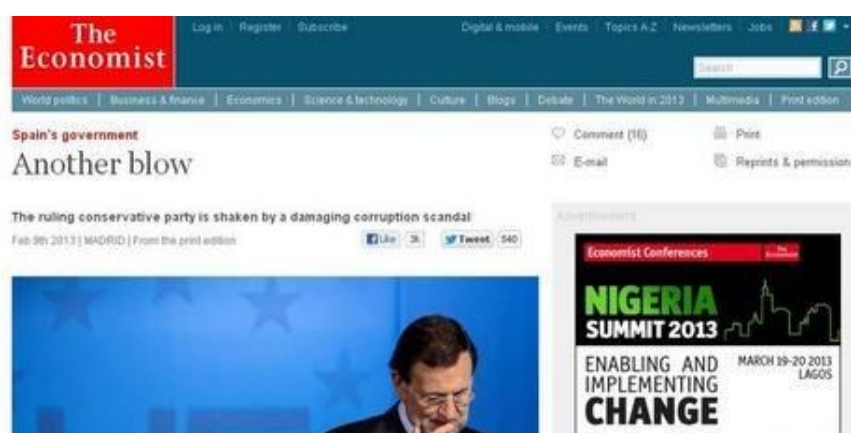 The
Economist
Log in Register Subscribe
Digital & mobile Events Topics A-Z Newsletters Jobs
Search
World politics | Business & finance | Economics | Science & technology | Culture | Blogs | Debate | The World in 2013 | Multimedia | Print edition
Spain's government
Another blow
Comment (16) Print
E-mail Reprints & permission
The ruling conservative party is shaken by a damaging corruption scandal
Feb 9th 2013 | MADRID | From the print edition
Like 3k Tweet 540
Advertisement
Economist Conferences
The
Economist
NIGERIA
SUMMIT 2013
ENABLING AND
IMPLEMENTING
CHANGE
MARCH 19-20 2013
LAGOS